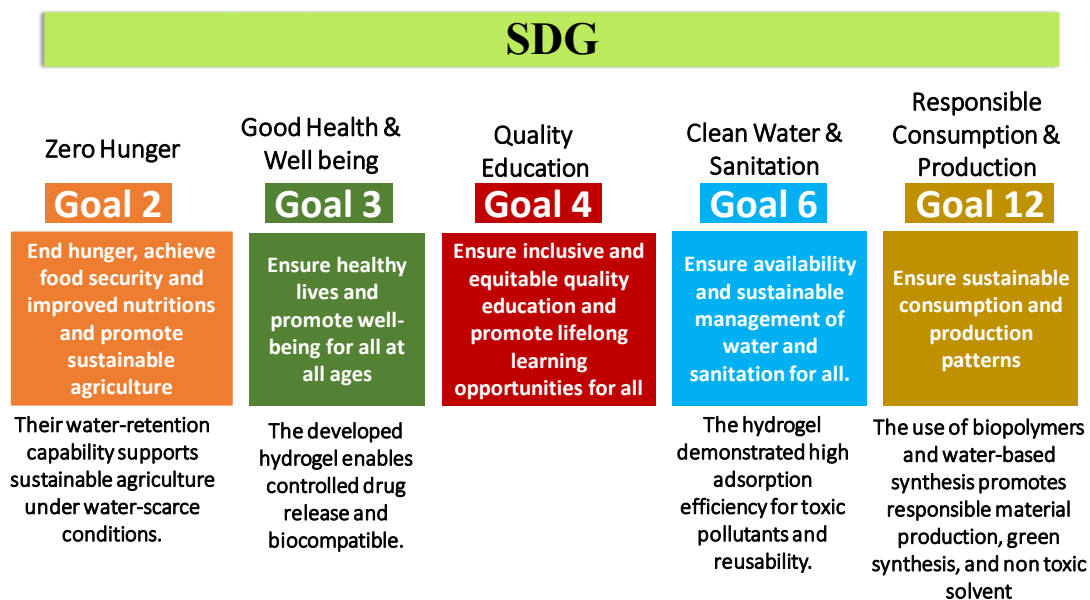 SDG
Zero Hunger
Goal 2
End hunger, achieve
food security and
improved nutritions
and promote
sustainable
agriculture
Their water-retention
capability supports
sustainable agriculture
under water-scarce
conditions.
Good Health &
Well being
Goal 3
Ensure healthy
lives and
promote well-
being for all at
all ages
The developed
hydrogel enables
controlled drug
release and
biocompatible.
Quality
Education
Goal 4
Ensure inclusive and
equitable quality
education and
promote lifelong
learning
opportunities for all
Clean Water &
Sanitation
Goal 6
Ensure availability
and sustainable
management of
water and
sanitation for all.
The hydrogel
demonstrated high
adsorption
efficiency for toxic
pollutants and
reusability.
Responsible
Consumption &
Production
Goal 12
Ensure sustainable
consumption and
production
patterns
The use of biopolymers
and water-based
synthesis promotes
responsible material
production, green
synthesis, and non toxic
solvent